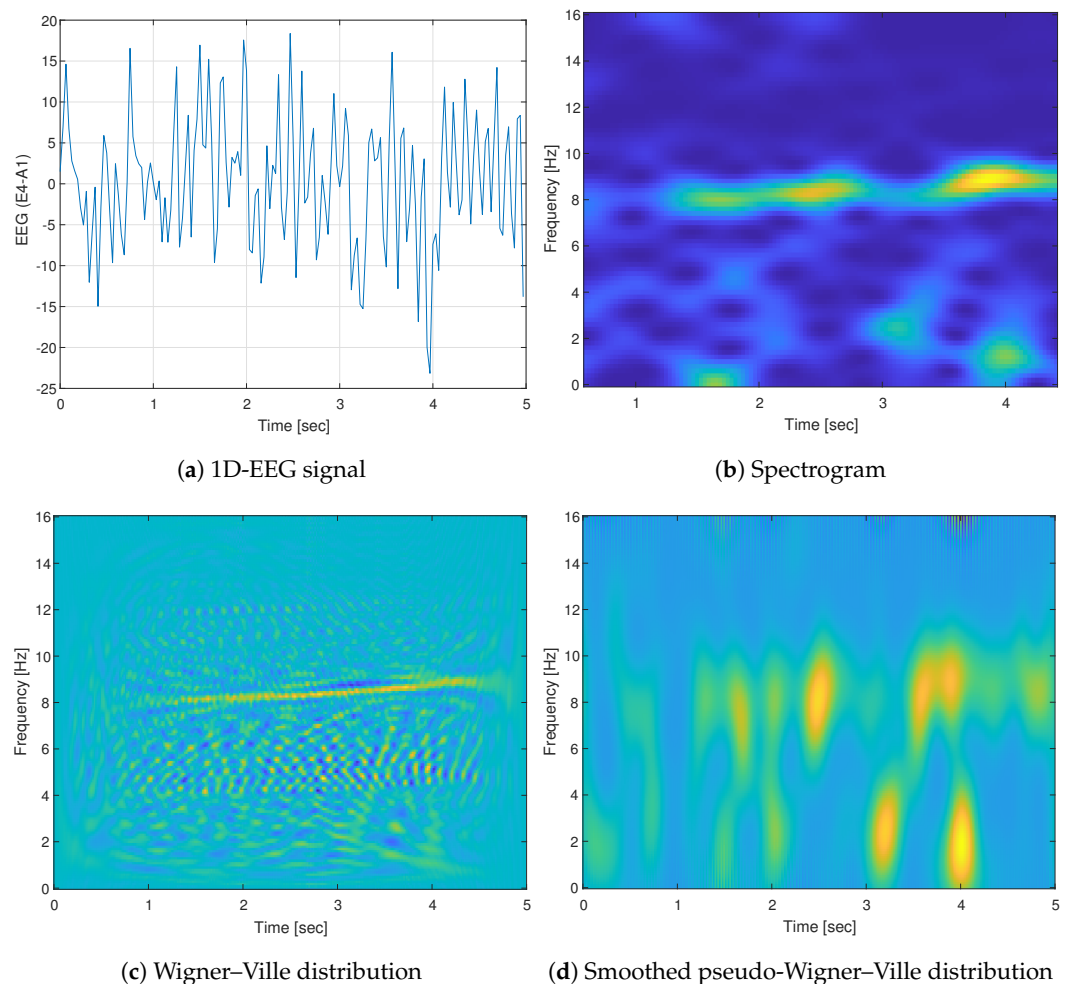 20
15
10
5
0
-5
-10
-15
-20
-25
EEG (E4-A1)
0 1 2 3 4 5
Time [sec]
(a) 1D-EEG signal
16
14
12
10
8
6
4
2
0
Frequency [Hz]
1 2 3 4
Time [sec]
(b) Spectrogram
16
14
12
10
8
6
4
2
0
Frequency [Hz]
0 1 2 3 4 5
Time [sec]
(c) Wigner–Ville distribution
16
14
12
10
8
6
4
2
0
Frequency [Hz]
0 1 2 3 4 5
Time [sec]
(d) Smoothed pseudo-Wigner–Ville distribution